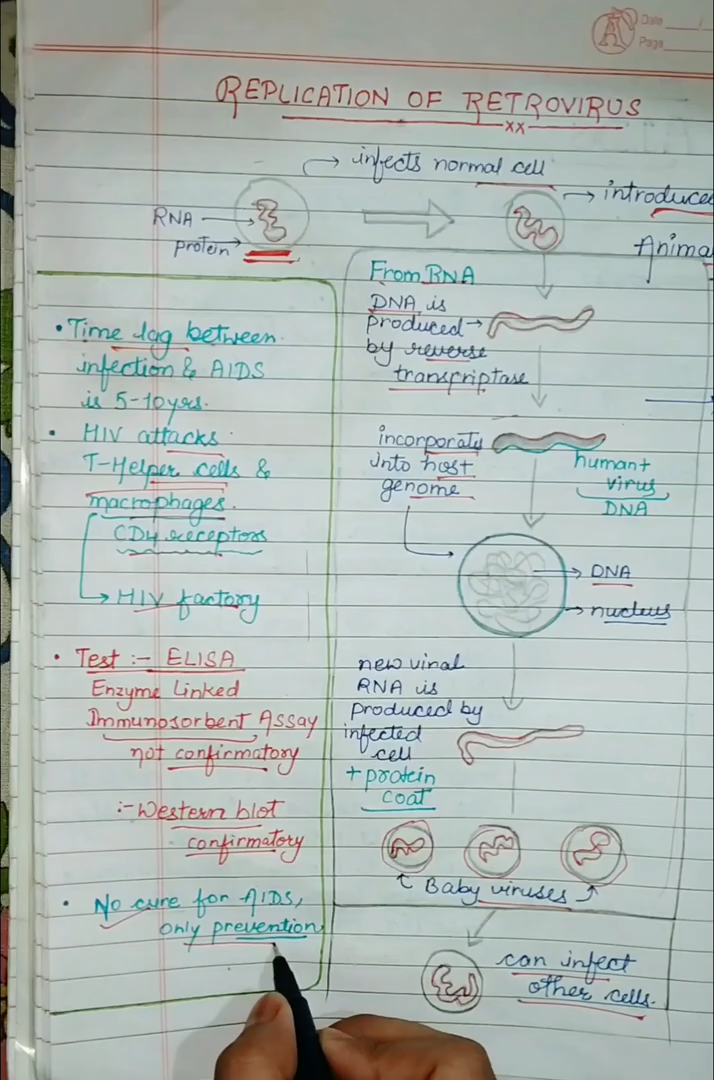 Date
Page
REPLICATION OF RETROVIRUS
xx
infects normal cell
RNA
protein
introduced
From RNA
DNA is
produced
by reverse
transcriptase
incorporaty
into host
genome
human+
virus
DNA
DNA
nucleus
new viral
RNA is
produced by
infected
cell
+protein
coat
Baby viruses
can infect
other cells.
• Time lag between
infection & AIDS
is 5-10yrs.
• HIV attacks
T-Helper cells &
macrophages.
CD4 receptors
HIV factory
• Test :- ELISA
Enzyme Linked
Immunosorbent Assay
not confirmatory
:- Western blot
confirmatory
• No cure for AIDS,
only prevention